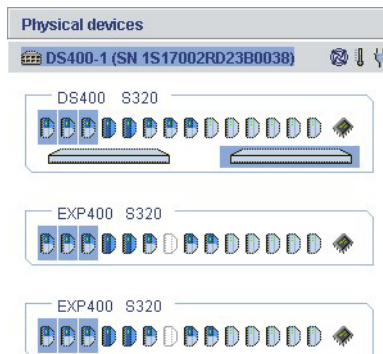 Physical devices
DS400-1 (SN 1S17002RD23B0038)
DS400 S320
EXP400 S320
EXP400 S320